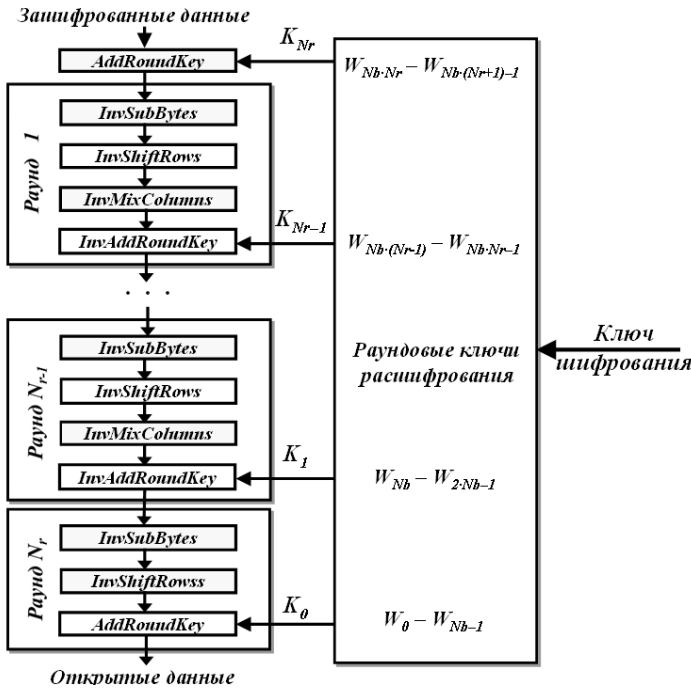 Зашифрованные данные
AddRoundKey
K_Nr
W_Nb·Nr – W_Nb·(Nr+1)–1
Раунд 1
InvSubBytes
InvShiftRows
InvMixColumns
InvAddRoundKey
K_Nr–1
W_Nb·(Nr-1) – W_Nb·Nr–1
. . .
Раунд N_r-1
InvSubBytes
InvShiftRows
InvMixColumns
InvAddRoundKey
K_1
W_Nb – W_2·Nb–1
Раундовые ключи
расшифрования
Ключ
шифрования
Раунд N_r
InvSubBytes
InvShiftRowss
AddRoundKey
K_0
W_0 – W_Nb–1
Открытые данные